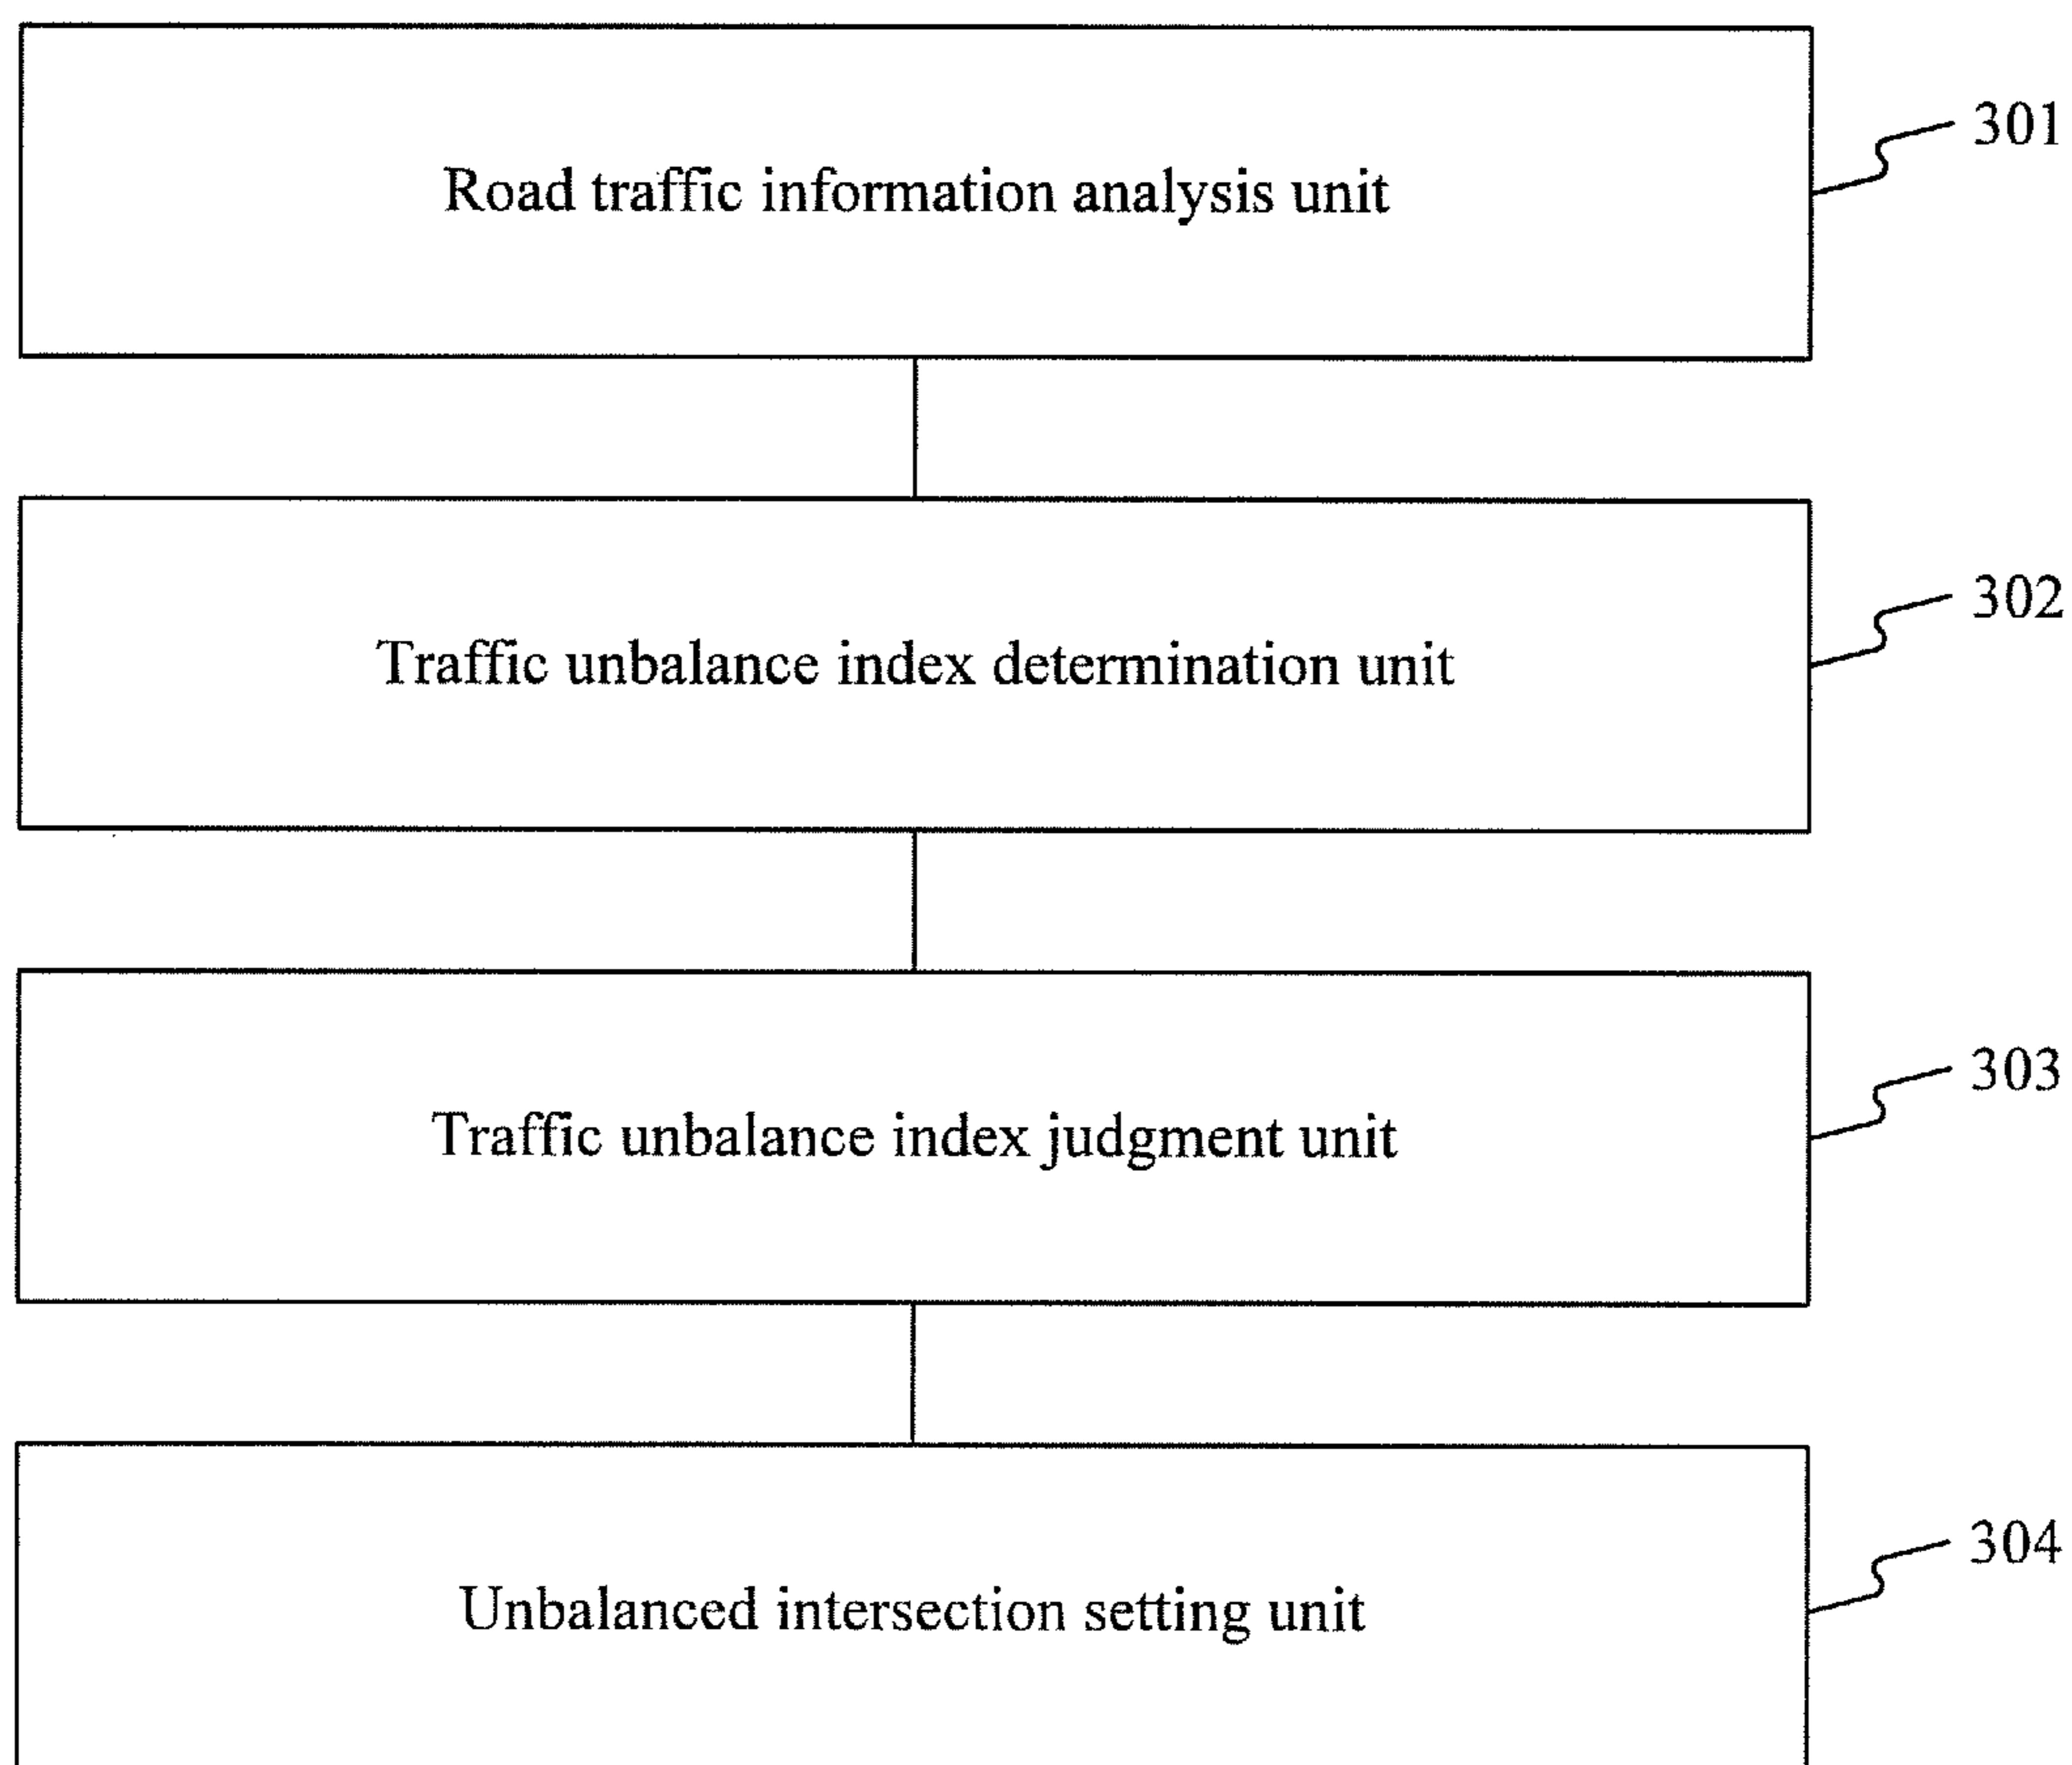 Road traffic information analysis unit
301
Traffic unbalance index determination unit
302
Traffic unbalance index judgment unit
303
Unbalanced intersection setting unit
304